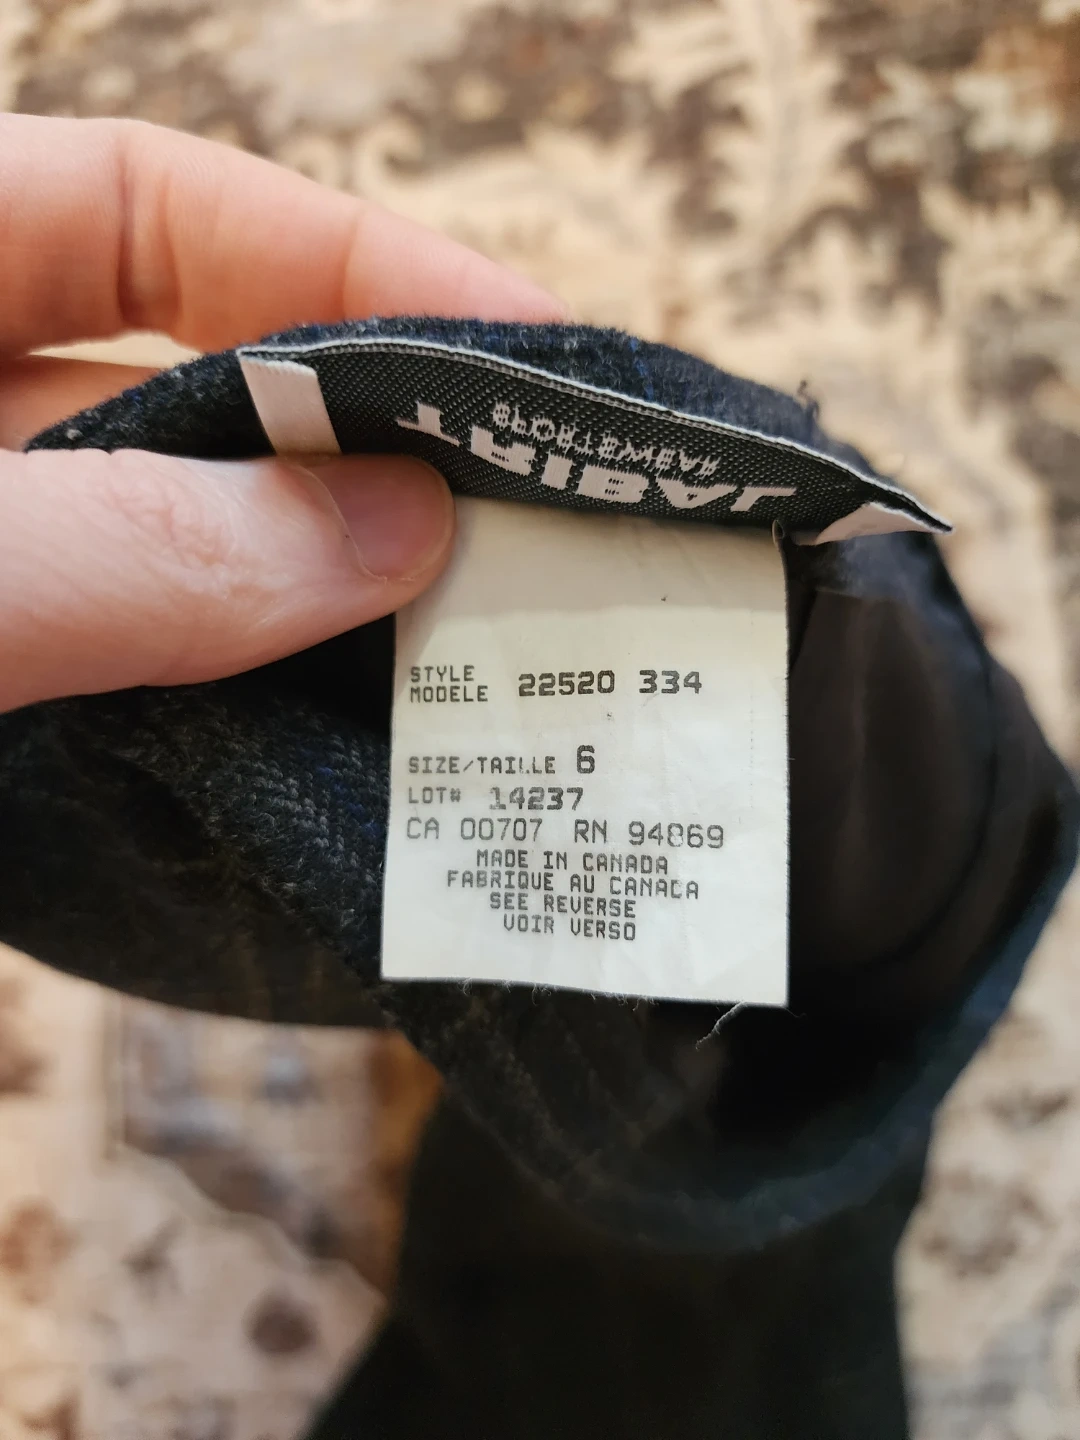 TRIBAL
SPORTSWEAR
STYLE
MODELE 22520 334
SIZE/TAILLE 6
LOT# 14237
CA 00707 RN 94869
MADE IN CANADA
FABRIQUE AU CANADA
SEE REVERSE
VOIR VERSO